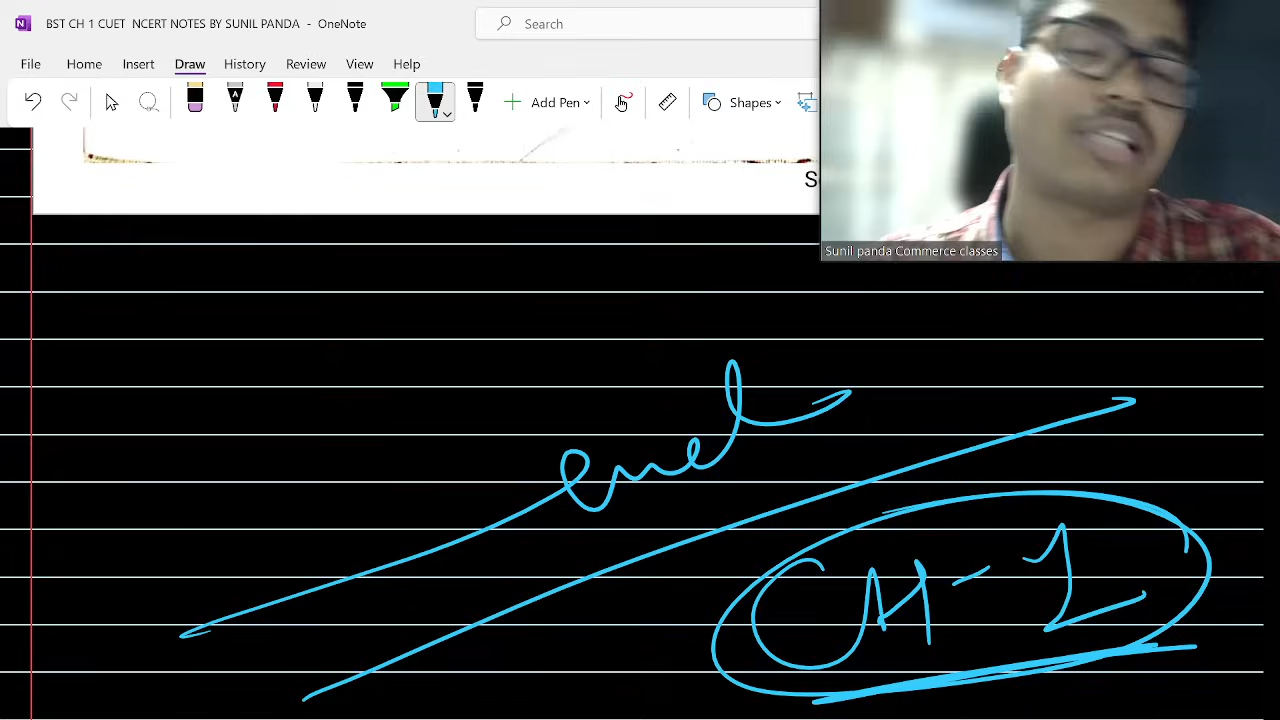 BST CH 1 CUET NCERT NOTES BY SUNIL PANDA - OneNote
Search
File Home Insert Draw History Review View Help
Add Pen
Shapes
S
Sunil panda Commerce classes
end
CH-1